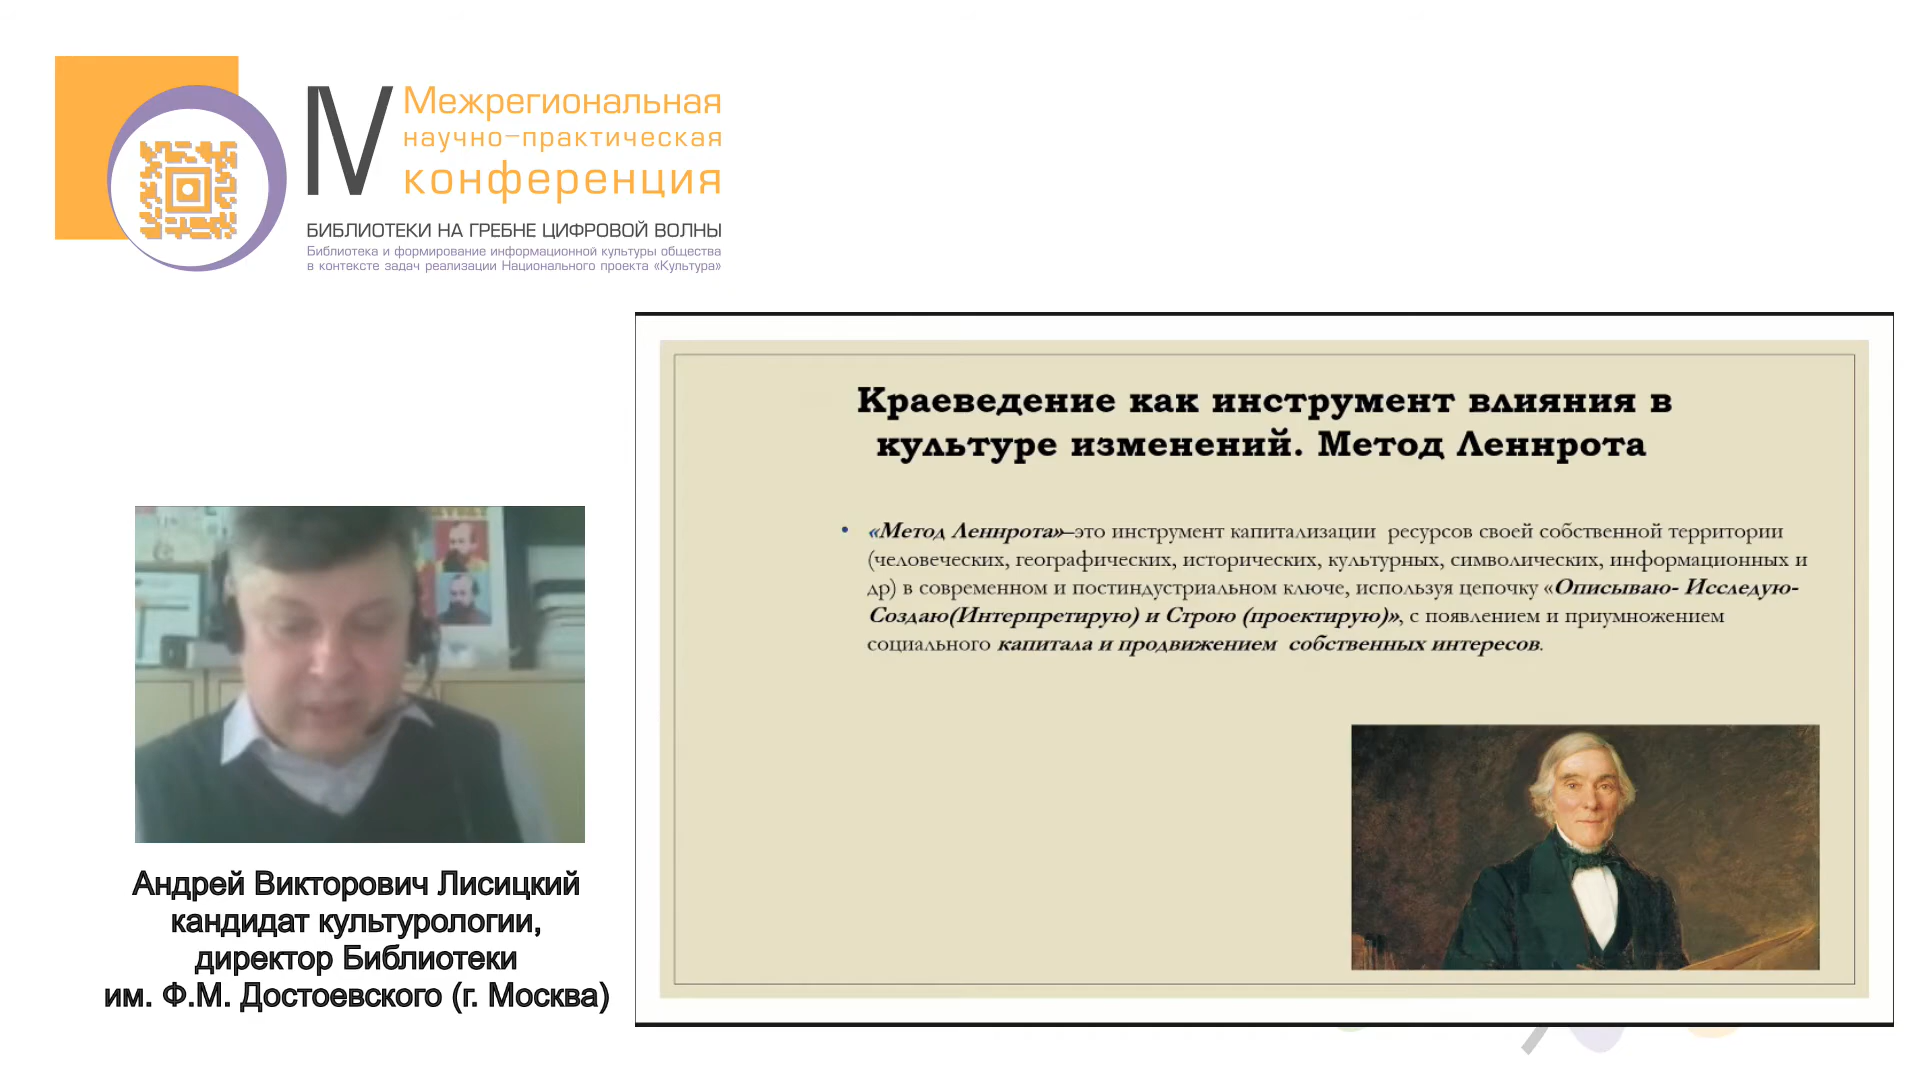 IV
Межрегиональная
научно-практическая
конференция
БИБЛИОТЕКИ НА ГРЕБНЕ ЦИФРОВОЙ ВОЛНЫ
Библиотека и формирование информационной культуры общества
в контексте задач реализации Национального проекта «Культура»
Краеведение как инструмент влияния в
культуре изменений. Метод Леннрота
• «Метод Леннрота»–это инструмент капитализации ресурсов своей собственной территории
(человеческих, географических, исторических, культурных, символических, информационных и
др) в современном и постиндустриальном ключе, используя цепочку «Описываю- Исследую-
Создаю(Интерпретирую) и Строю (проектирую)», с появлением и приумножением
социального капитала и продвижением собственных интересов.
Андрей Викторович Лисицкий
кандидат культурологии,
директор Библиотеки
им. Ф.М. Достоевского (г. Москва)